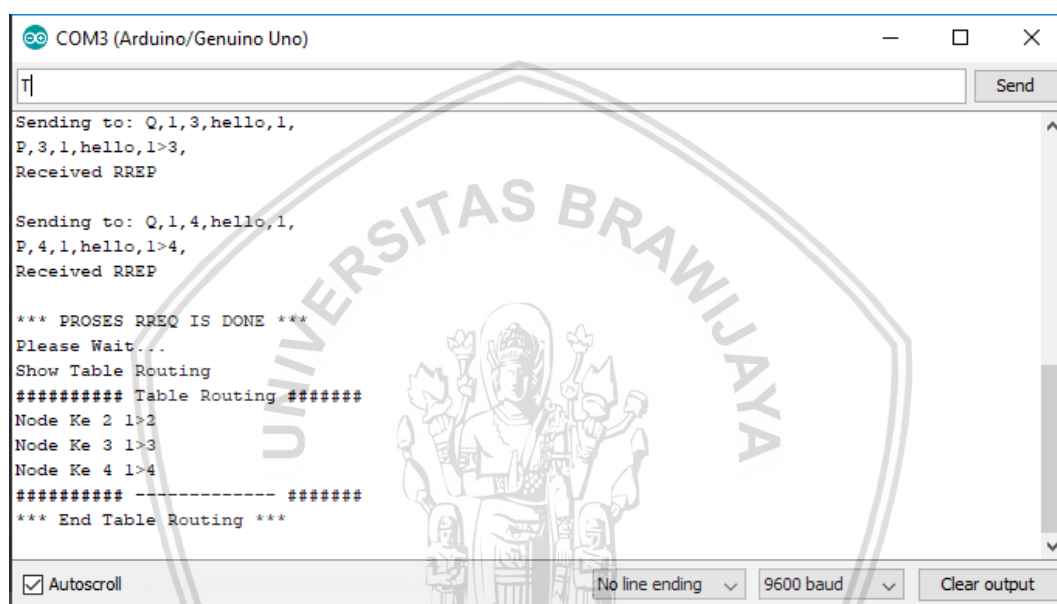 COM3 (Arduino/Genuino Uno)
T
Send
Sending to: Q,1,3,hello,1,
P,3,1,hello,1>3,
Received RREP
Sending to: Q,1,4,hello,1,
P,4,1,hello,1>4,
Received RREP
*** PROSES RREQ IS DONE ***
Please Wait...
Show Table Routing
########## Table Routing #######
Node Ke 2 1>2
Node Ke 3 1>3
Node Ke 4 1>4
########## ------------- #######
*** End Table Routing ***
Autoscroll
No line ending
9600 baud
Clear output
UNIVERSITAS BRAWIJAYA